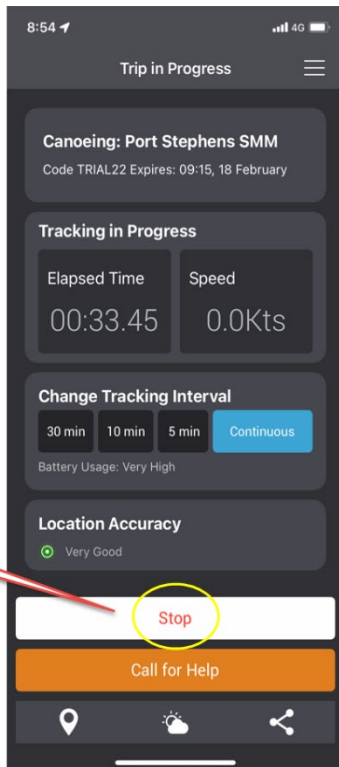 8:54
4G
Trip in Progress
Canoeing: Port Stephens SMM
Code TRIAL22 Expires: 09:15, 18 February
Tracking in Progress
Elapsed Time
Speed
00:33.45
0.0Kts
Change Tracking Interval
30 min 10 min 5 min Continuous
Battery Usage: Very High
Location Accuracy
Very Good
Stop
Call for Help